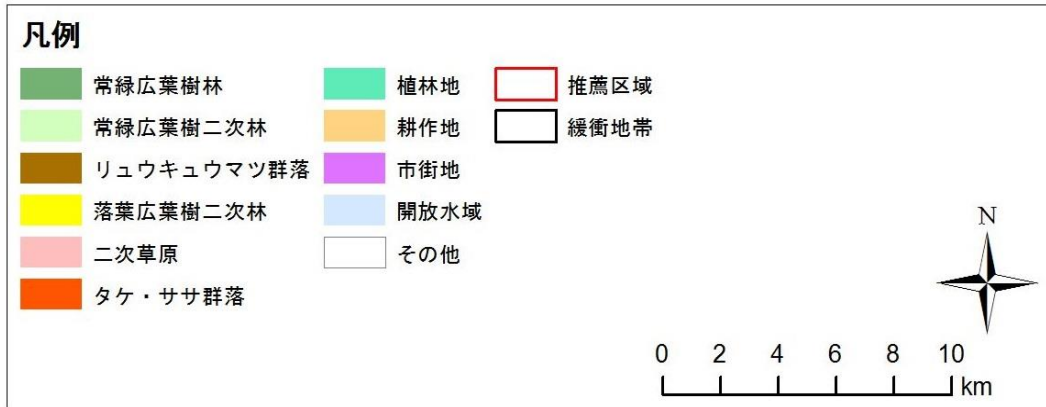 凡例
常緑広葉樹林
常緑広葉樹二次林
リュウキュウマツ群落
落葉広葉樹二次林
二次草原
タケ・ササ群落
植林地
耕作地
市街地
開放水域
その他
推薦区域
緩衝地帯
N
0 2 4 6 8 10
km